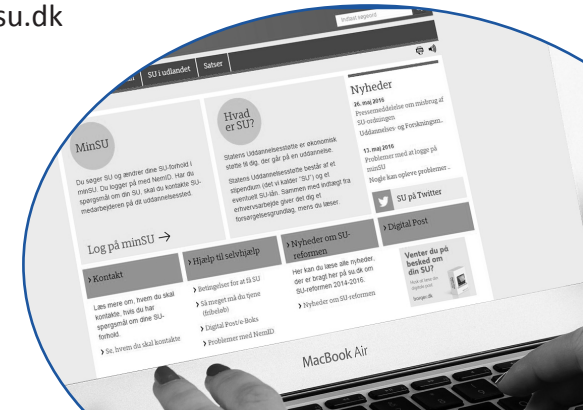 su.dk
Indtast søgeord
SU i udlandet
Satser
MinSU
Du søger SU og ændrer dine SU-forhold i
minSU. Du logger på med NemID. Har du
spørgsmål om din SU, skal du kontakte SU-
medarbejderen på dit uddannelsessted.
Log på minSU →
Hvad
er SU?
Statens Uddannelsesstøtte er økonomisk
støtte til dig, der går på en uddannelse.
Statens Uddannelsesstøtte består af et
stipendium (det vi kalder "SU") og et
eventuelt SU-lån. Sammen med indtægt fra
erhvervsarbejde giver det dig et
forsørgelsesgrundlag, mens du læser.
Nyheder
26. maj 2016
Pressemeddelelse om misbrug af
SU-ordningen
Uddannelses- og Forsknings..
13. maj 2016
Problemer med at logge på
minSU
Nogle kan opleve problemer ..
SU på Twitter
› Kontakt
Læs mere om, hvem du skal
kontakte, hvis du har
spørgsmål om dine SU-
forhold.
› Se, hvem du skal kontakte
› Hjælp til selvhjælp
› Betingelser for at få SU
› Så meget må du tjene
(fribeløb)
› Digital Post/e-Boks
› Problemer med NemID
› Nyheder om SU-
reformen
Her kan du læse alle nyheder,
der er bragt her på su.dk om
SU-reformen 2014-2016.
› Nyheder om SU-reformen
› Digital Post
Venter du på
besked om
din SU?
borger.dk
MacBook Air